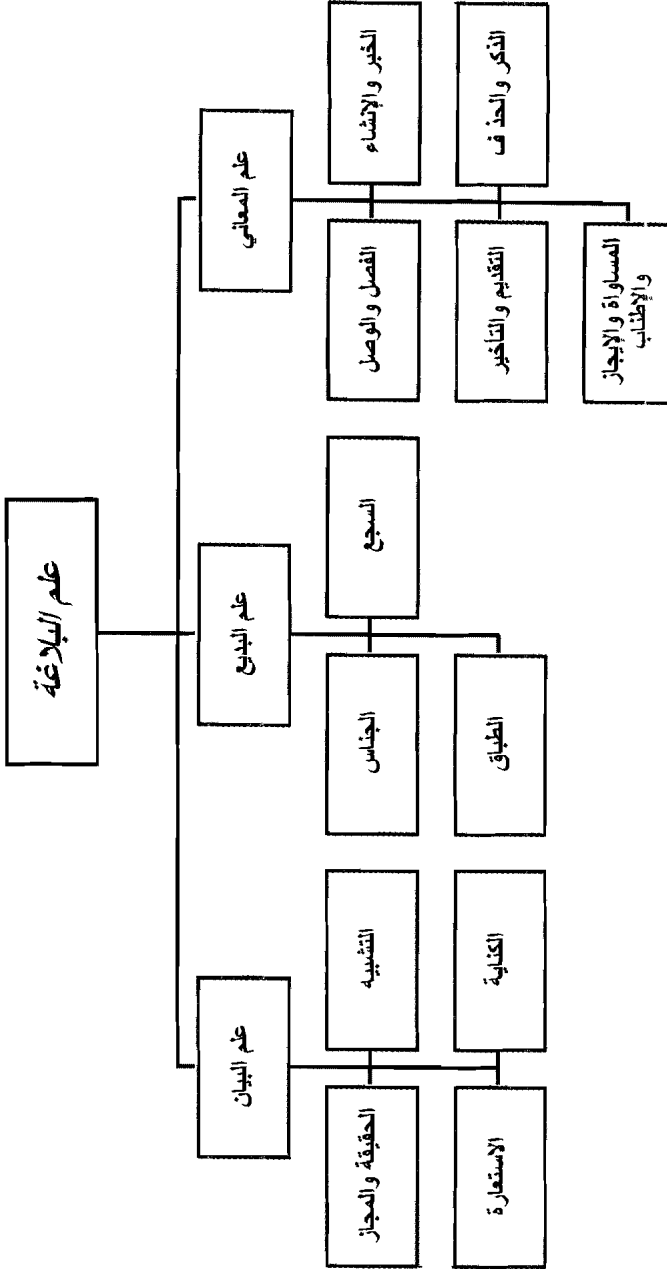 علم البلاغة
علم المعاني
علم البديع
علم البيان
الخبر والإنشاء
الفصل والوصل
السجع
الجناس
التشبيه
الحقيقة والمجاز
الذكر والحذ ف
التقديم والتأخير
الطباق
الكناية
الاستعارة
المساواة والإيجاز
والإطناب